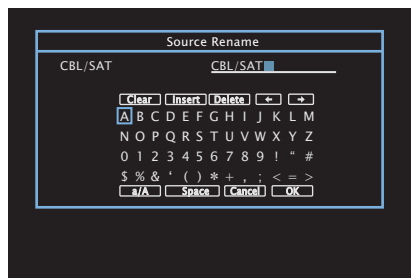 Source Rename
CBL/SAT CBL/SAT
Clear Insert Delete ← →
A B C D E F G H I J K L M
N O P Q R S T U V W X Y Z
0 1 2 3 4 5 6 7 8 9 ! “ #
$ % & ‘ ( ) * + , ; < = >
a/A Space Cancel OK